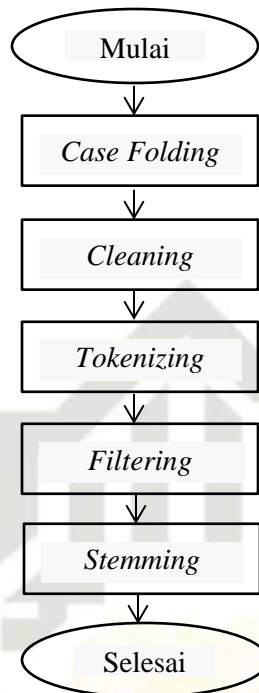 Mulai
Case Folding
Cleaning
Tokenizing
Filtering
Stemming
Selesai